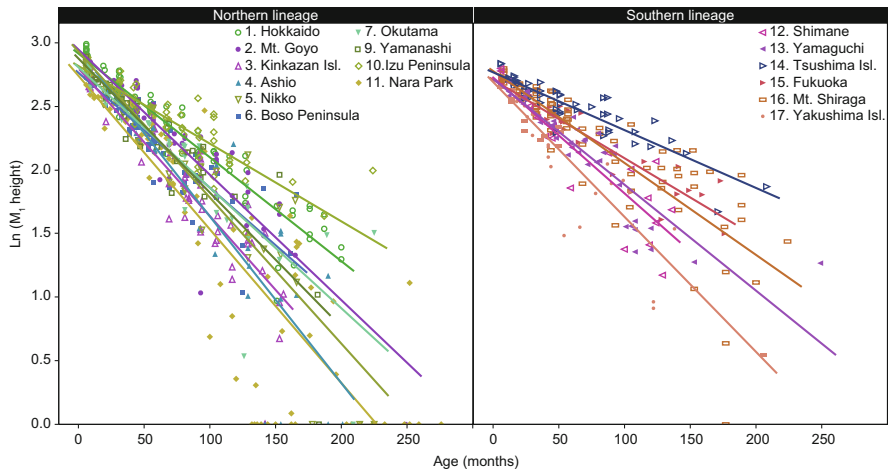 Northern lineage
Southern lineage
1. Hokkaido
2. Mt. Goyo
3. Kinkazan Isl.
4. Ashio
5. Nikko
6. Boso Peninsula
7. Okutama
9. Yamanashi
10.Izu Peninsula
11. Nara Park
12. Shimane
13. Yamaguchi
14. Tsushima Isl.
15. Fukuoka
16. Mt. Shiraga
17. Yakushima Isl.
Ln (M₁ height)
3.0
2.5
2.0
1.5
1.0
0.5
0.0
0 50 100 150 200 250
0 50 100 150 200 250
Age (months)